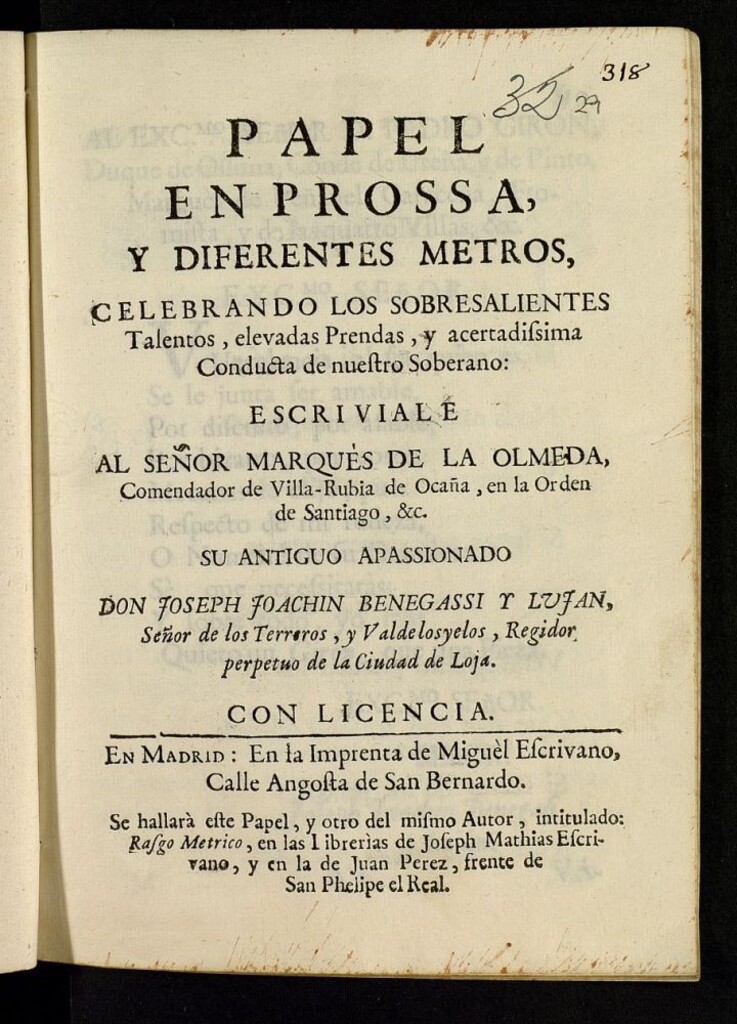 318
32 29
PAPEL
EN PROSSA,
Y DIFERENTES METROS,
CELEBRANDO LOS SOBRESALIENTES
Talentos, elevadas Prendas, y acertadiſsima
Conducta de nueſtro Soberano:
ESCRIVIALE
AL SEÑOR MARQUÈS DE LA OLMEDA,
Comendador de Villa-Rubia de Ocaña, en la Orden
de Santiago, &c.
SU ANTIGUO APASSIONADO
DON JOSEPH JOACHIN BENEGASSI Y LUJAN,
Señor de los Terreros, y Valdelosyelos, Regidor
perpetuo de la Ciudad de Loja.
CON LICENCIA.
EN MADRID: En la Imprenta de Miguèl Eſcrivano,
Calle Angoſta de San Bernardo.
Se hallarà eſte Papel, y otro del miſmo Autor, intitulado:
Raſgo Metrico, en las Librerìas de Joſeph Mathias Eſcri-
vano, y en la de Juan Perez, frente de
San Phelipe el Real.